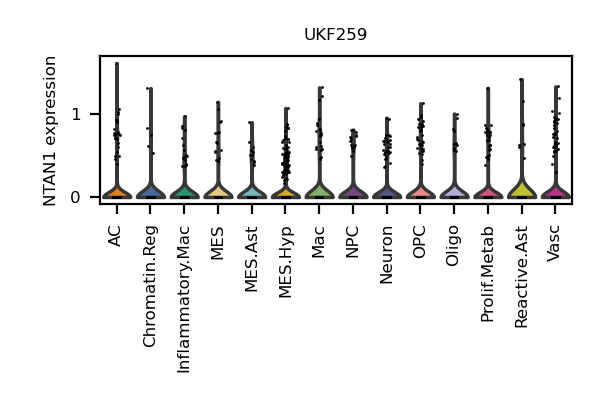 UKF259
NTAN1 expression
1
0
AC
Chromatin.Reg
Inflammatory.Mac
MES
MES.Ast
MES.Hyp
Mac
NPC
Neuron
OPC
Oligo
Prolif.Metab
Reactive.Ast
Vasc